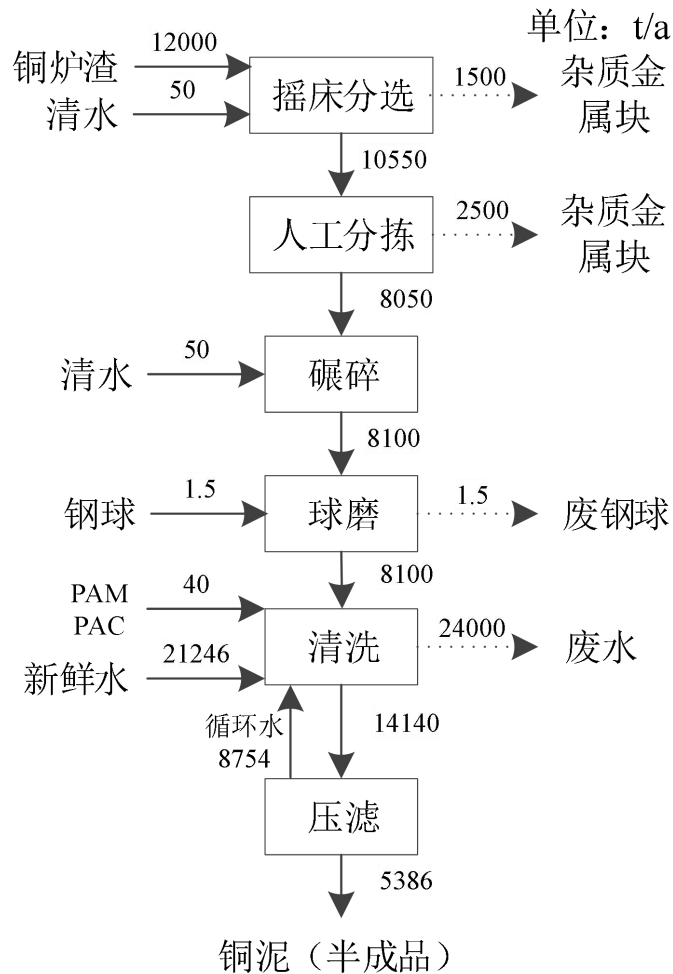 单位：t/a
铜炉渣
12000
清水
50
摇床分选
1500
杂质金
属块
10550
人工分拣
2500
杂质金
属块
8050
清水
50
碾碎
8100
钢球
1.5
球磨
1.5
废钢球
8100
PAM
PAC
40
新鲜水
21246
清洗
24000
废水
循环水
8754
14140
压滤
5386
铜泥（半成品）